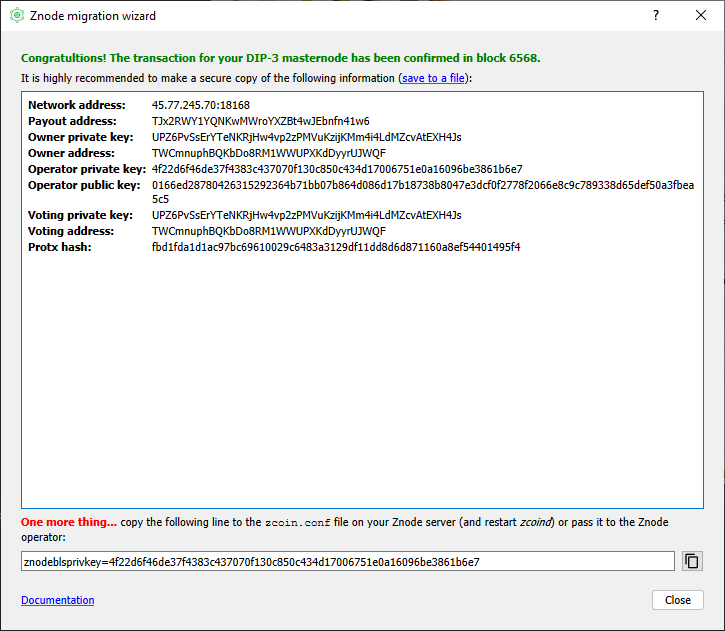 Znode migration wizard
?
Congratultions! The transaction for your DIP-3 masternode has been confirmed in block 6568.
It is highly recommended to make a secure copy of the following information (save to a file):
Network address: 45.77.245.70:18168
Payout address: TJx2RWY1YQNKwMWroYXZBt4wJEbnfn41w6
Owner private key: UPZ6PvSsErYTeNKRjHw4vp2zPMVuKzijKMm4i4LdMZcvAtEXH4Js
Owner address: TWCmnuphBQKbDo8RM1WWUPXKdDyyrUJWQF
Operator private key: 4f22d6f46de37f4383c437070f130c850c434d17006751e0a16096be3861b6e7
Operator public key: 0166ed28780426315292364b71bb07b864d086d17b18738b8047e3dcf0f2778f2066e8c9c789338d65def50a3fbea
5c5
Voting private key: UPZ6PvSsErYTeNKRjHw4vp2zPMVuKzijKMm4i4LdMZcvAtEXH4Js
Voting address: TWCmnuphBQKbDo8RM1WWUPXKdDyyrUJWQF
Protx hash: fbd1fda1d1ac97bc69610029c6483a3129df11dd8d6d871160a8ef54401495f4
One more thing... copy the following line to the zcoin.conf file on your Znode server (and restart zcoind) or pass it to the Znode
operator:
znodeblsprivkey=4f22d6f46de37f4383c437070f130c850c434d17006751e0a16096be3861b6e7
Documentation
Close